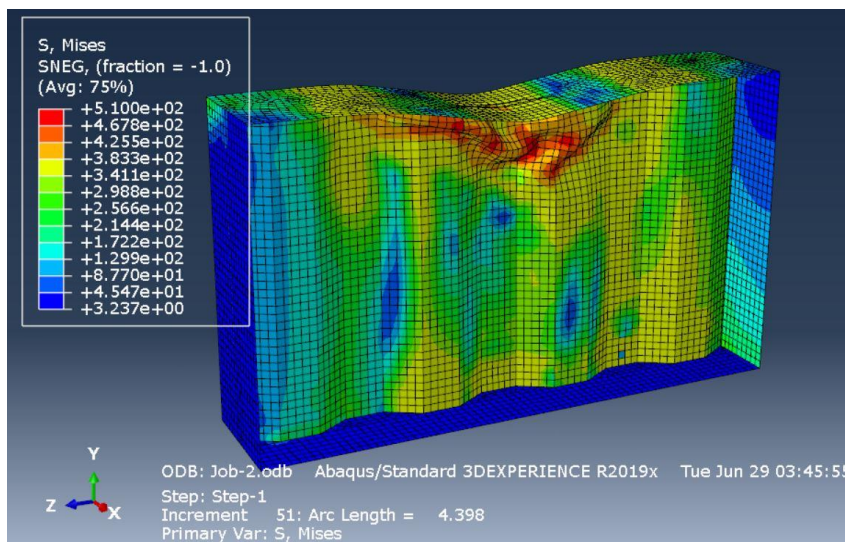 S, Mises
SNEG, (fraction = -1.0)
(Avg: 75%)
+5.100e+02
+4.678e+02
+4.255e+02
+3.833e+02
+3.411e+02
+2.988e+02
+2.566e+02
+2.144e+02
+1.722e+02
+1.299e+02
+8.770e+01
+4.547e+01
+3.237e+00
Y
Z
X
ODB: Job-2.odb Abaqus/Standard 3DEXPERIENCE R2019x Tue Jun 29 03:45:55
Step: Step-1
Increment 51: Arc Length = 4.398
Primary Var: S, Mises